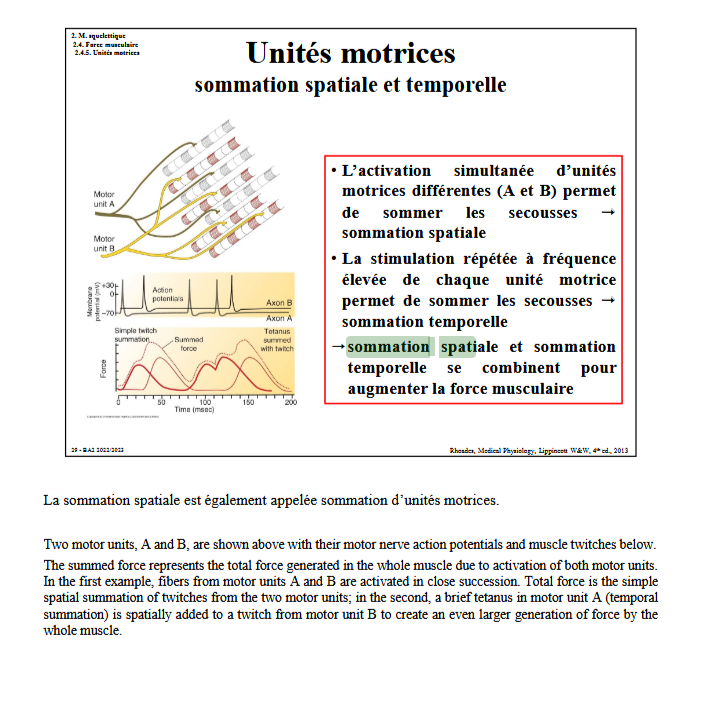 2. M. squelettique
2.4. Force musculaire
2.4.5. Unités motrices
Unités motrices
sommation spatiale et temporelle
Motor
unit A
Motor
unit B
Membrane
potential (mV)
+30
0
-70
Action
potentials
Axon B
Axon A
Simple twitch
summation
Summed
force
Tetanus
summed
with twitch
Force
0 50 100 150 200
Time (msec)
• L’activation simultanée d’unités
motrices différentes (A et B) permet
de sommer les secousses →
sommation spatiale
• La stimulation répétée à fréquence
élevée de chaque unité motrice
permet de sommer les secousses →
sommation temporelle
→ sommation spatiale et sommation
temporelle se combinent pour
augmenter la force musculaire
29 - BA2 2022/2023
Rhoades, Medical Physiology, Lippincott W&W, 4th ed., 2013
La sommation spatiale est également appelée sommation d’unités motrices.
Two motor units, A and B, are shown above with their motor nerve action potentials and muscle twitches below.
The summed force represents the total force generated in the whole muscle due to activation of both motor units.
In the first example, fibers from motor units A and B are activated in close succession. Total force is the simple
spatial summation of twitches from the two motor units; in the second, a brief tetanus in motor unit A (temporal
summation) is spatially added to a twitch from motor unit B to create an even larger generation of force by the
whole muscle.